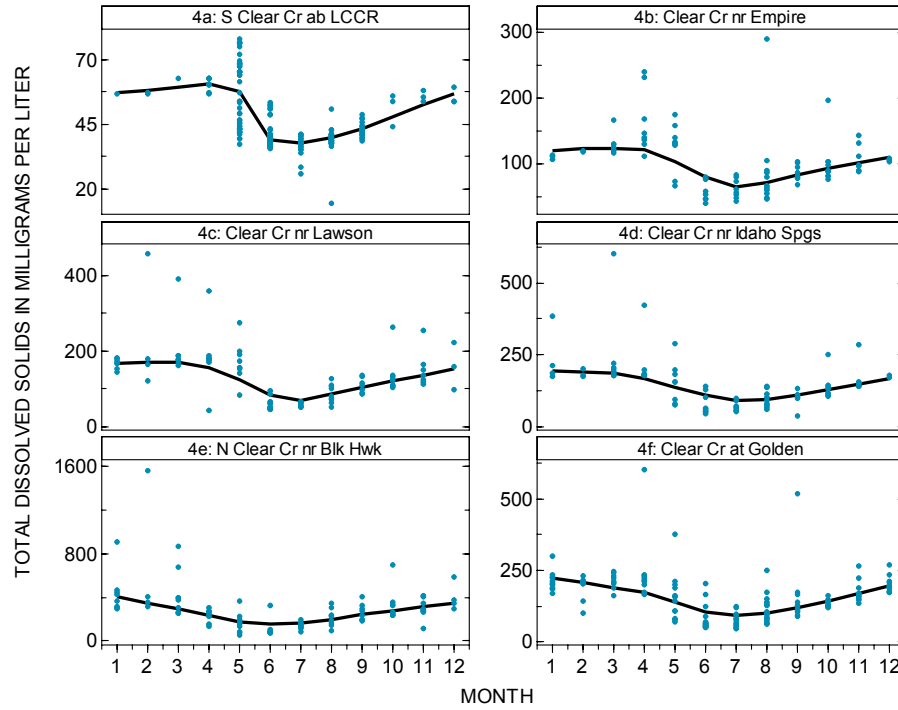 4a: S Clear Cr ab LCCR
4b: Clear Cr nr Empire
70
45
20
300
200
100
4c: Clear Cr nr Lawson
4d: Clear Cr nr Idaho Spgs
400
200
0
500
250
0
4e: N Clear Cr nr Blk Hwk
4f: Clear Cr at Golden
1600
800
400
0
500
250
0
1 2 3 4 5 6 7 8 9 10 11 12
1 2 3 4 5 6 7 8 9 10 11 12
MONTH
TOTAL DISSOLVED SOLIDS IN MILLIGRAMS PER LITER